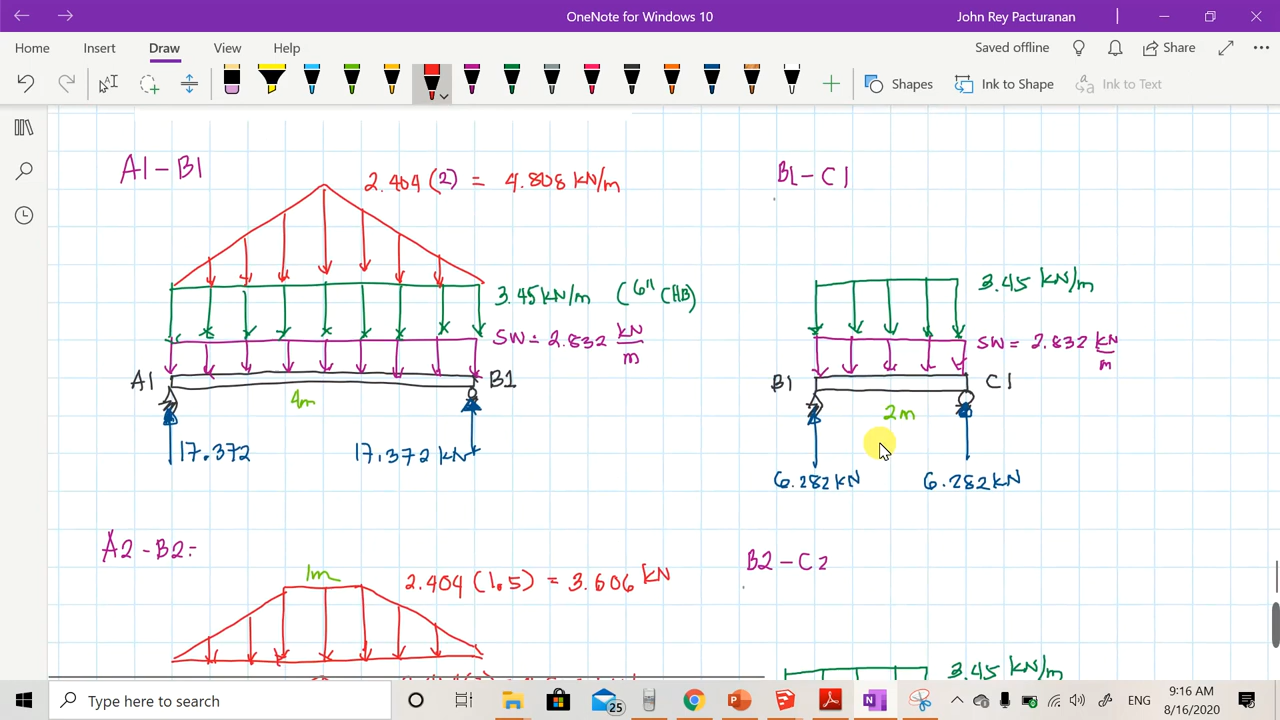 OneNote for Windows 10
John Rey Pacturanan
Home Insert Draw View Help
Saved offline Share
Shapes Ink to Shape Ink to Text
A1 - B1
2.404 (2) = 4.808 KN/m
3.45 KN/m (6" CHB)
SW = 2.832 KN/m
A1 B1
4m
17.372 17.372 KN
B1 - C1
3.45 KN/m
SW = 2.832 KN/m
B1 C1
2m
6.282 KN 6.282 KN
A2 - B2 =
1m
2.404 (1.5) = 3.606 KN
B2 - C2
3.45 KN/m
Type here to search
25
9:16 AM
8/16/2020